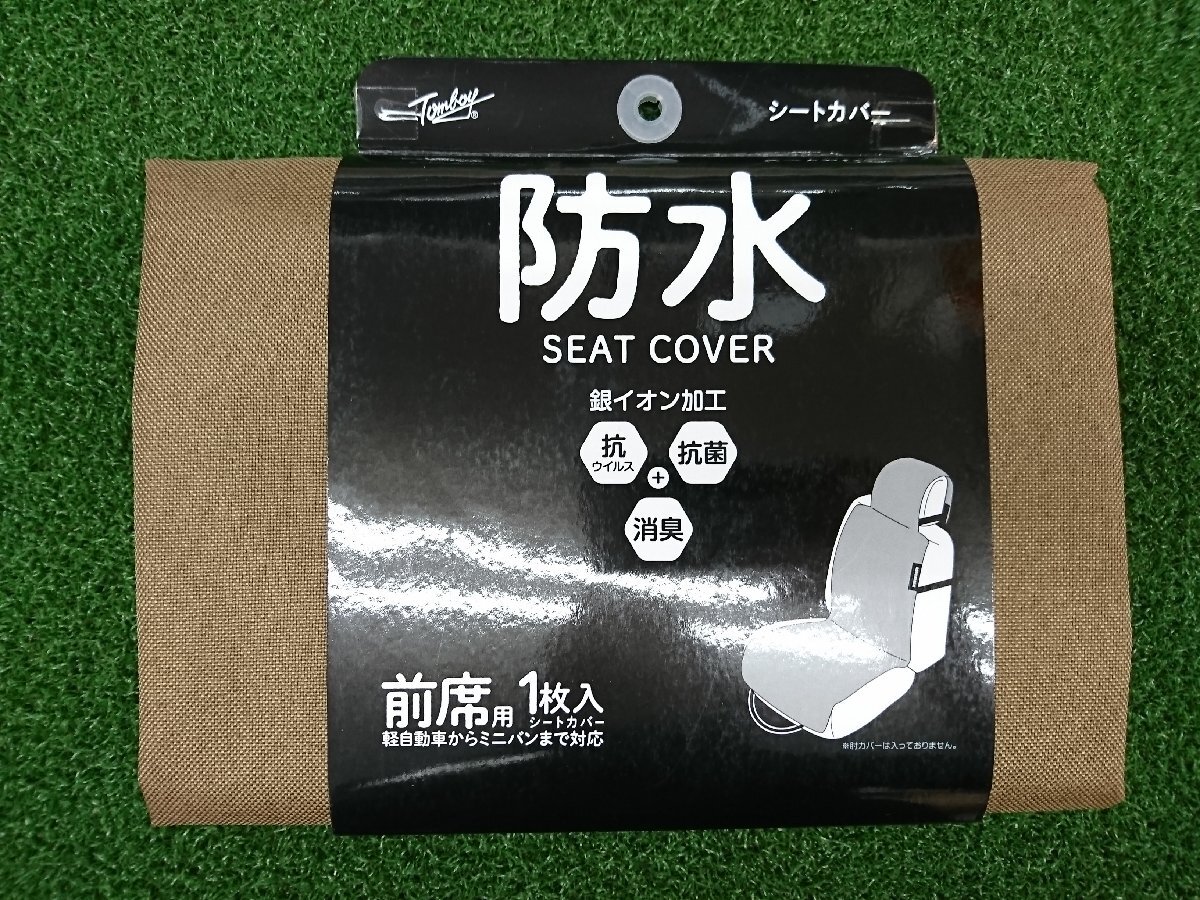 Tomboy®
シートカバー
防水
SEAT COVER
銀イオン加工
抗
ウイルス
+
抗菌
消臭
前席用 1枚入
シートカバー
軽自動車からミニバンまで対応
※肘カバーは入っておりません。